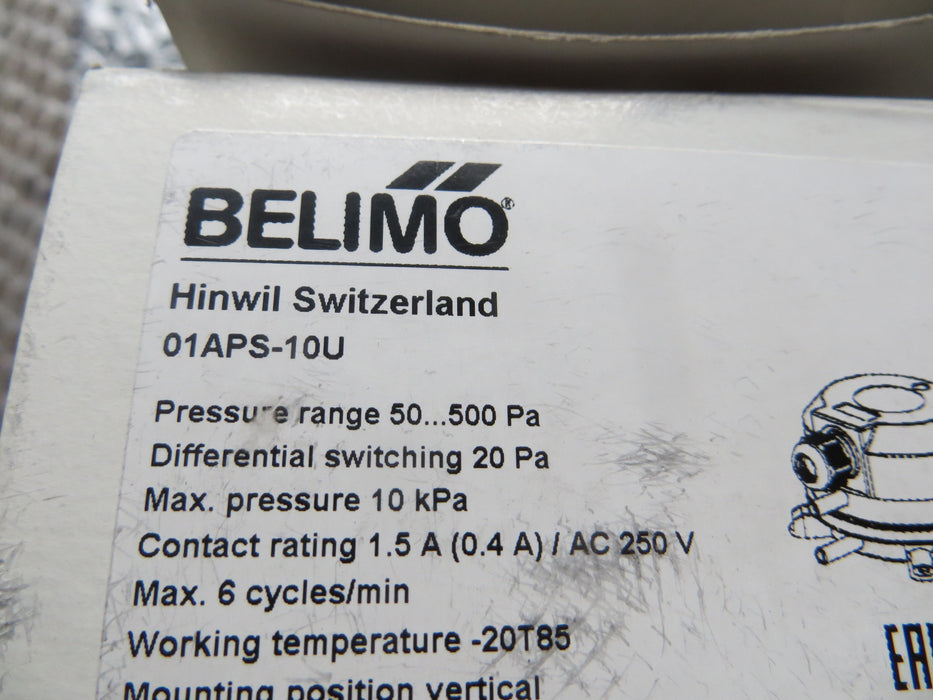 BELIMO®
Hinwil Switzerland
01APS-10U
Pressure range 50...500 Pa
Differential switching 20 Pa
Max. pressure 10 kPa
Contact rating 1.5 A (0.4 A) / AC 250 V
Max. 6 cycles/min
Working temperature -20T85
Mounting position vertical